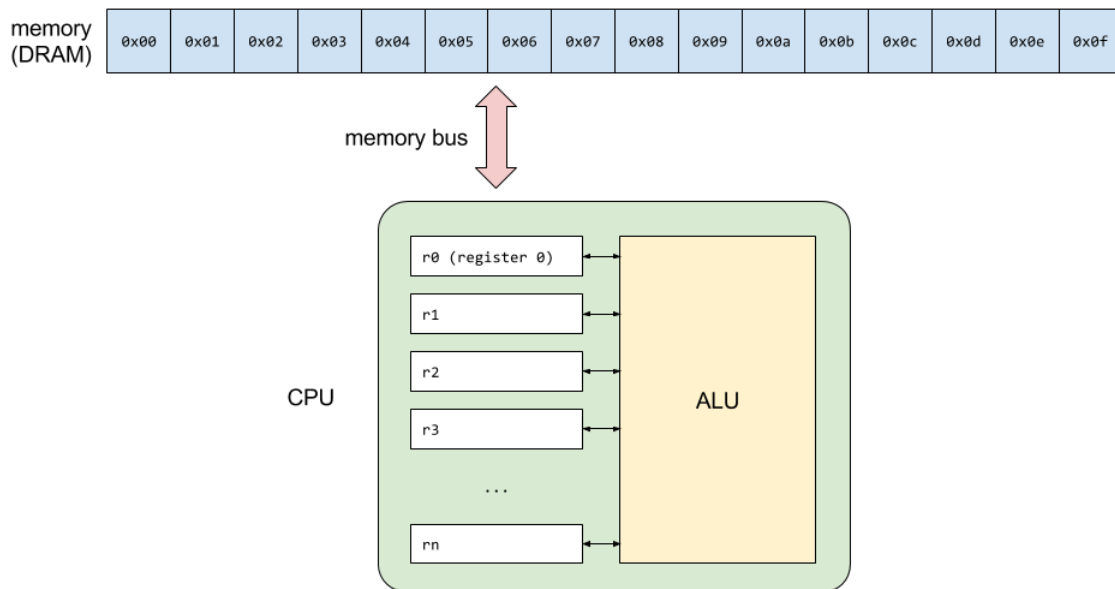 memory
(DRAM)
0x00 0x01 0x02 0x03 0x04 0x05 0x06 0x07 0x08 0x09 0x0a 0x0b 0x0c 0x0d 0x0e 0x0f
memory bus
r0 (register 0)
r1
r2
CPU
ALU
r3
...
rn